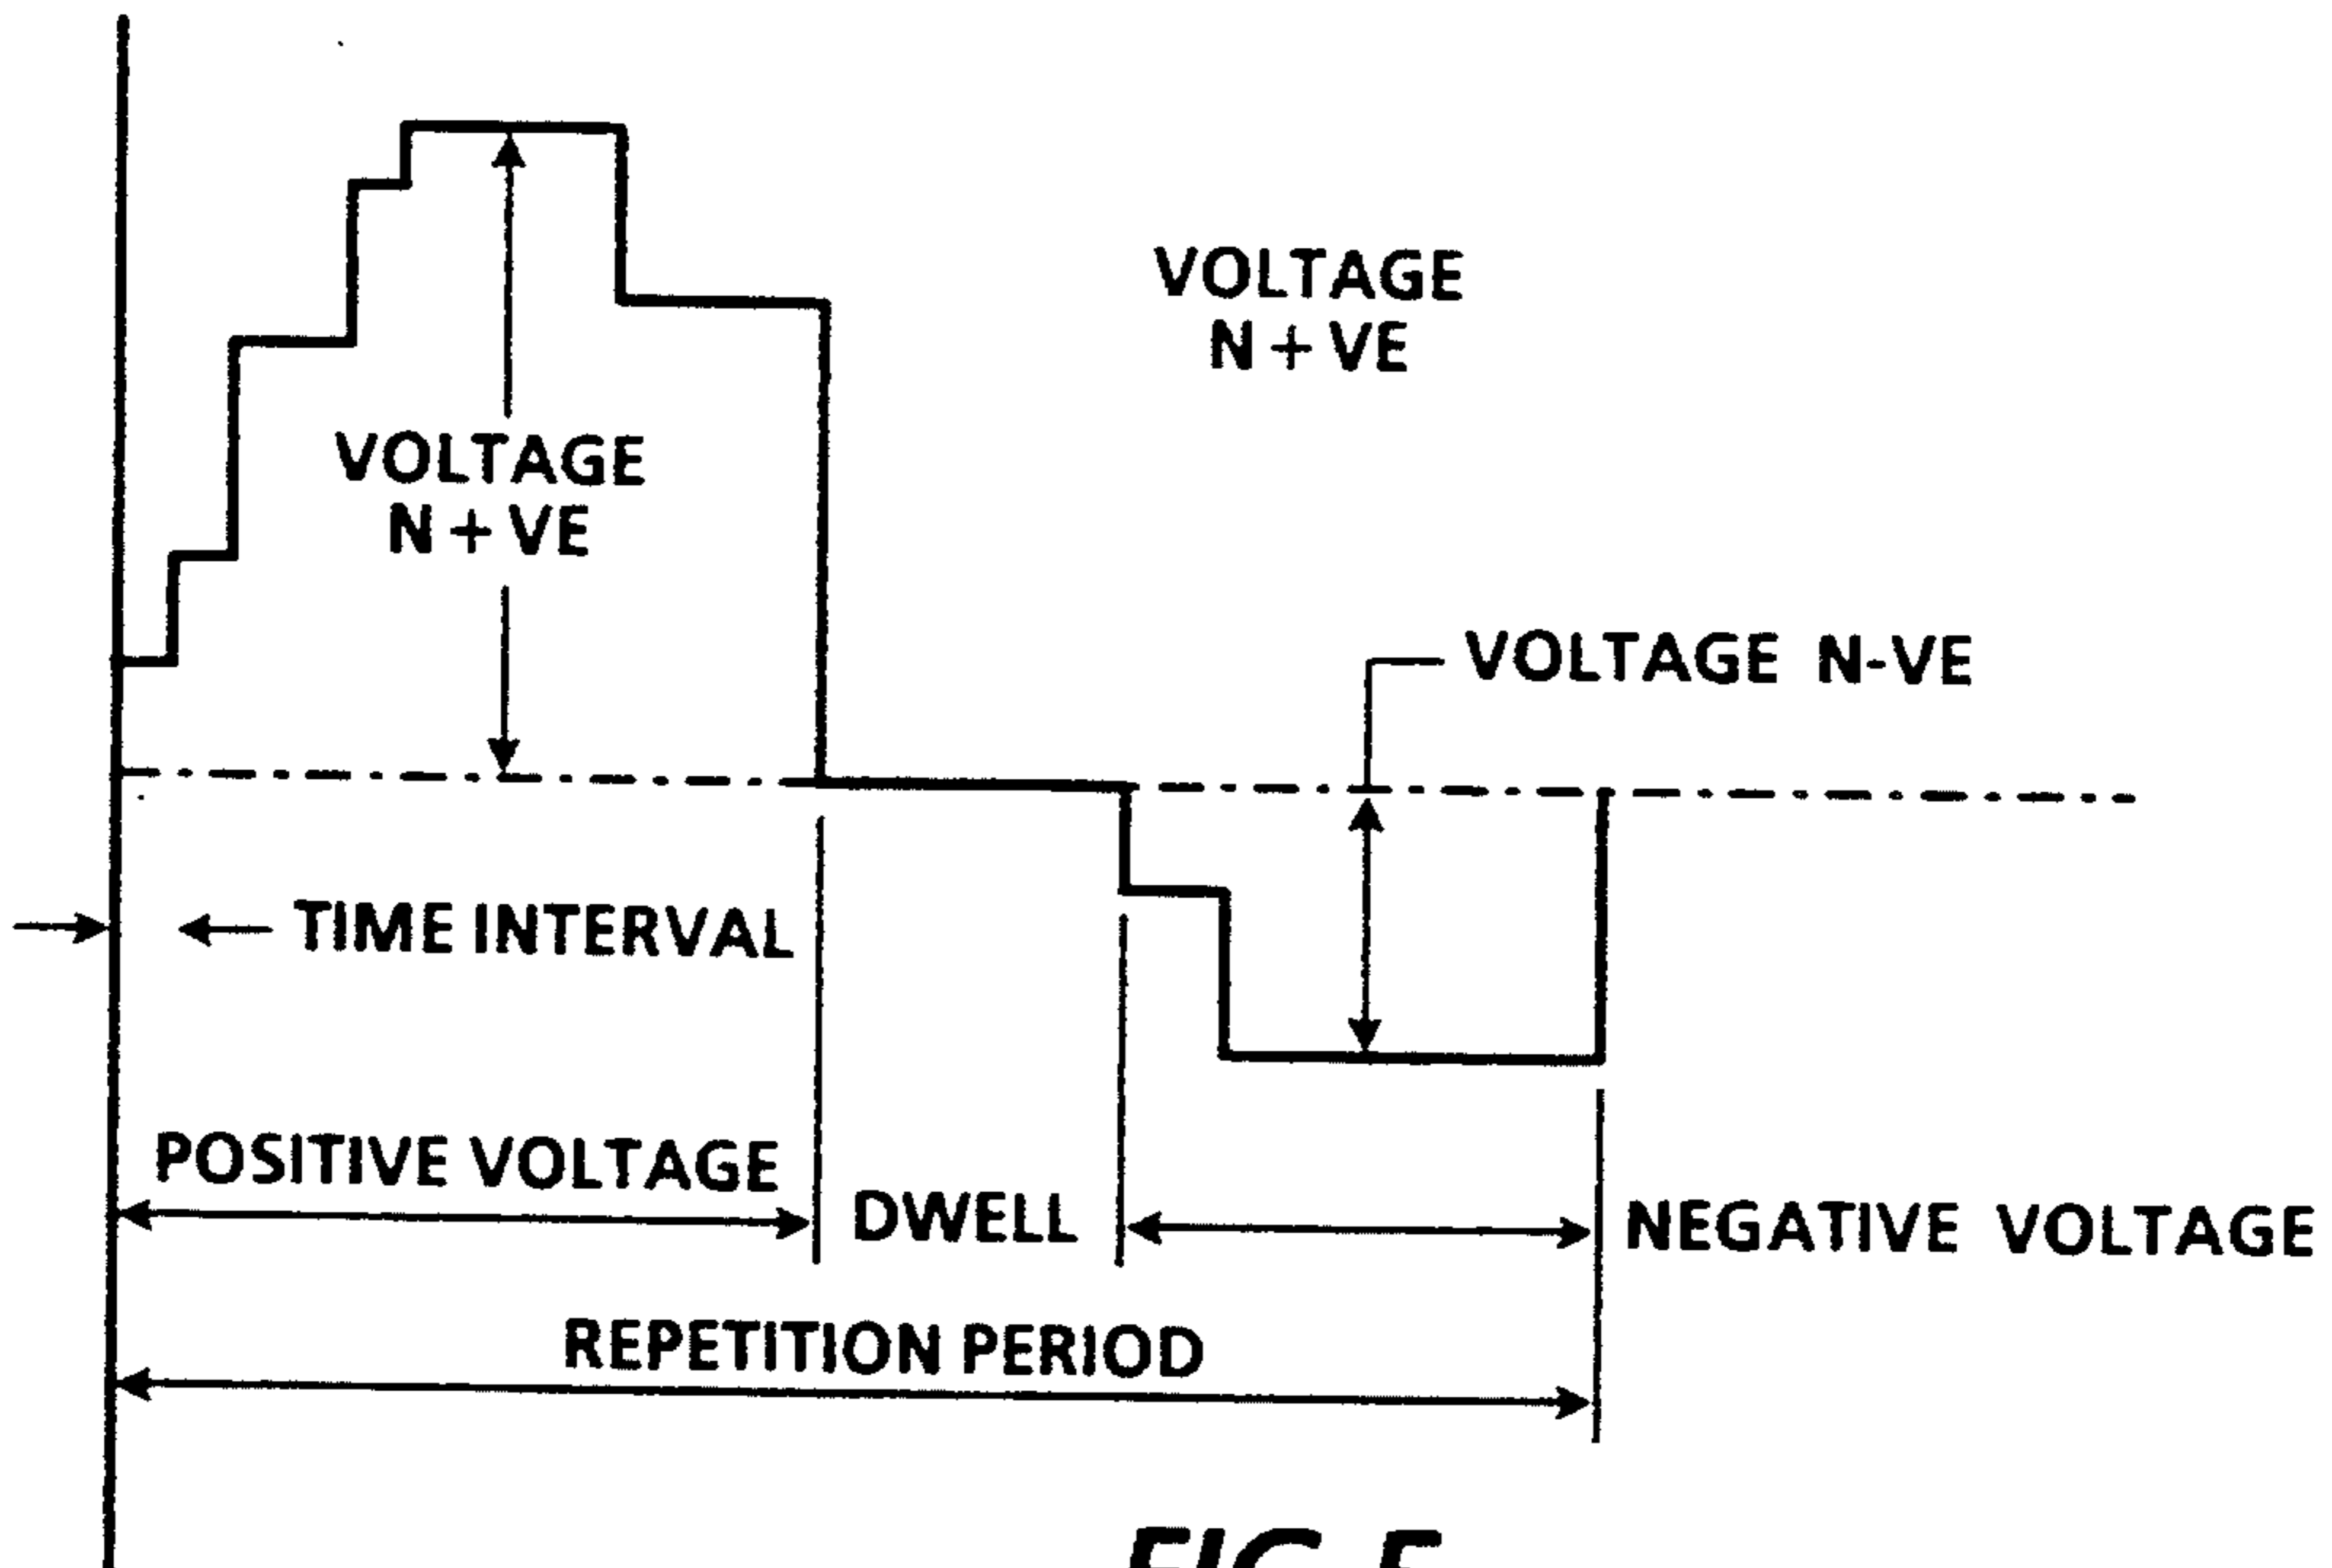 VOLTAGE
N + VE
VOLTAGE
N + VE
VOLTAGE N-VE
TIME INTERVAL
POSITIVE VOLTAGE
DWELL
NEGATIVE VOLTAGE
REPETITION PERIOD